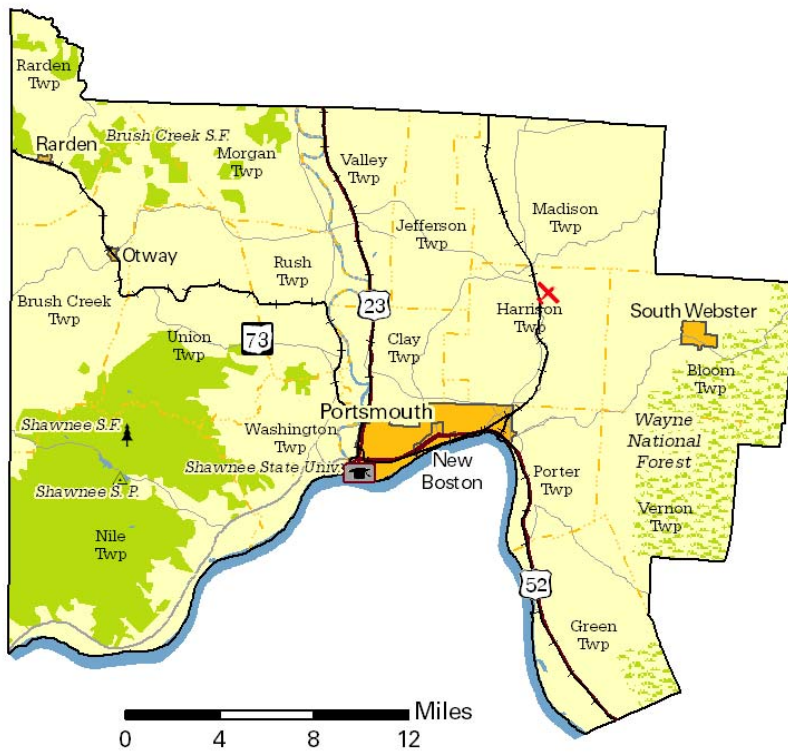 Rarden
Twp
Rarden
Brush Creek S.F.
Morgan
Twp
Valley
Twp
Jefferson
Twp
Madison
Twp
Otway
Rush
Twp
Brush Creek
Twp
23
Harrison
Twp
South Webster
Union
Twp
73
Clay
Twp
Bloom
Twp
Portsmouth
Shawnee S.F.
Washington
Twp
Wayne
National
Forest
Shawnee State Univ.
New
Boston
Shawnee S. P.
Porter
Twp
Nile
Twp
Vernon
Twp
52
Green
Twp
Miles
0 4 8 12